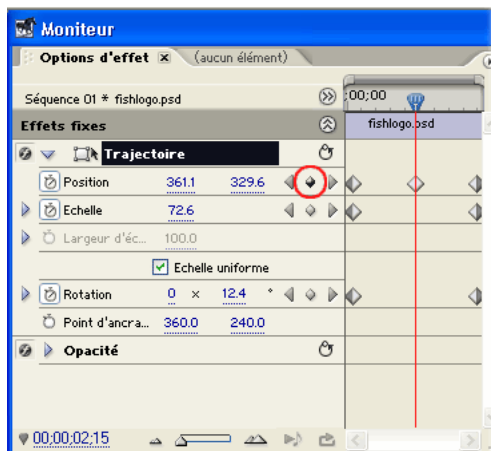 Moniteur
Options d'effet (aucun élément)
Séquence 01 * fishlogo.psd
;00;00
Effets fixes
fishlogo.psd
Trajectoire
Position 361.1 329.6
Echelle 72.6
Largeur d'éc... 100.0
Echelle uniforme
Rotation 0 × 12.4 °
Point d'ancra... 360.0 240.0
Opacité
00;00;02;15